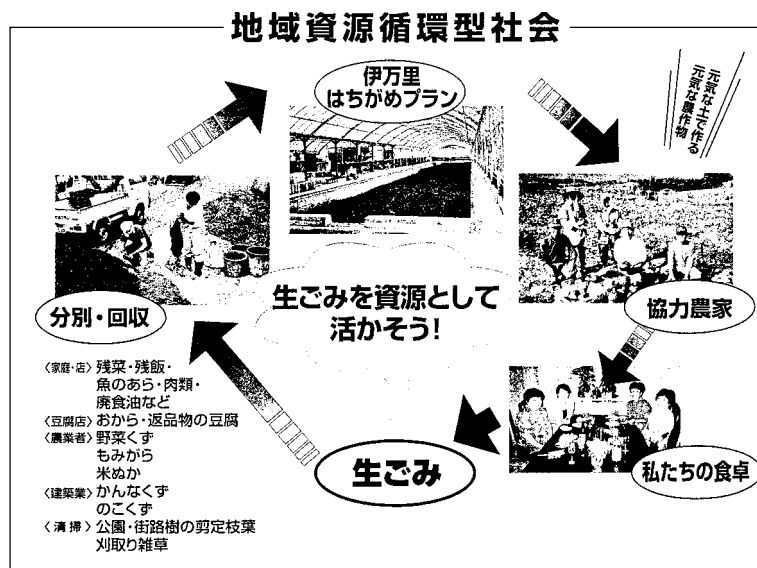 地域資源循環型社会
伊万里
はちがめプラン
元気な土で作る
元気な農作物
分別・回収
生ごみを資源として
活かそう!
協力農家
〈家庭・店〉残菜・残飯・
魚のあら・肉類・
廃食油など
〈豆腐店〉おから・返品物の豆腐
〈農業者〉野菜くず
もみがら
米ぬか
〈建築業〉かんなくず
のこくず
〈清掃〉公園・街路樹の剪定枝葉
刈取り雑草
生ごみ
私たちの食卓